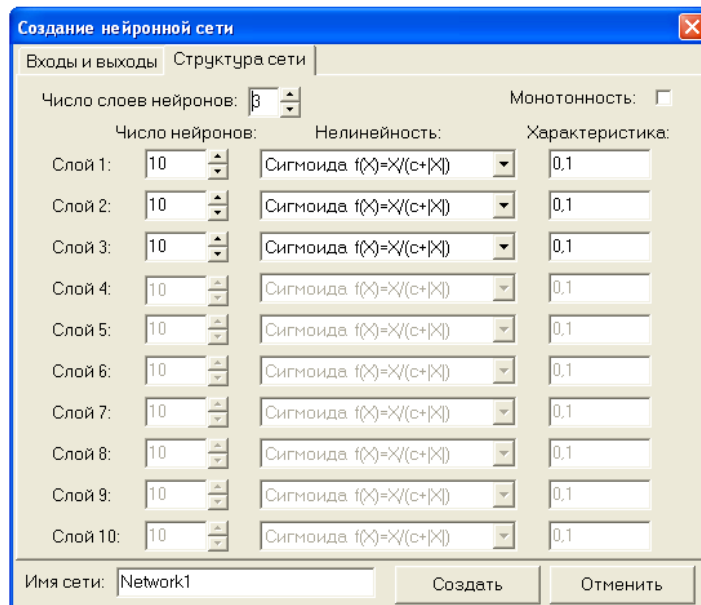 Создание нейронной сети
Входы и выходы Структура сети
Число слоев нейронов: 3 Монотонность:
Число нейронов: Нелинейность: Характеристика:
Слой 1: 10 Сигмоида f(X)=X/(c+|X|) 0,1
Слой 2: 10 Сигмоида f(X)=X/(c+|X|) 0,1
Слой 3: 10 Сигмоида f(X)=X/(c+|X|) 0,1
Слой 4: 10 Сигмоида f(X)=X/(c+|X|) 0,1
Слой 5: 10 Сигмоида f(X)=X/(c+|X|) 0,1
Слой 6: 10 Сигмоида f(X)=X/(c+|X|) 0,1
Слой 7: 10 Сигмоида f(X)=X/(c+|X|) 0,1
Слой 8: 10 Сигмоида f(X)=X/(c+|X|) 0,1
Слой 9: 10 Сигмоида f(X)=X/(c+|X|) 0,1
Слой 10: 10 Сигмоида f(X)=X/(c+|X|) 0,1
Имя сети: Network1 Создать Отменить